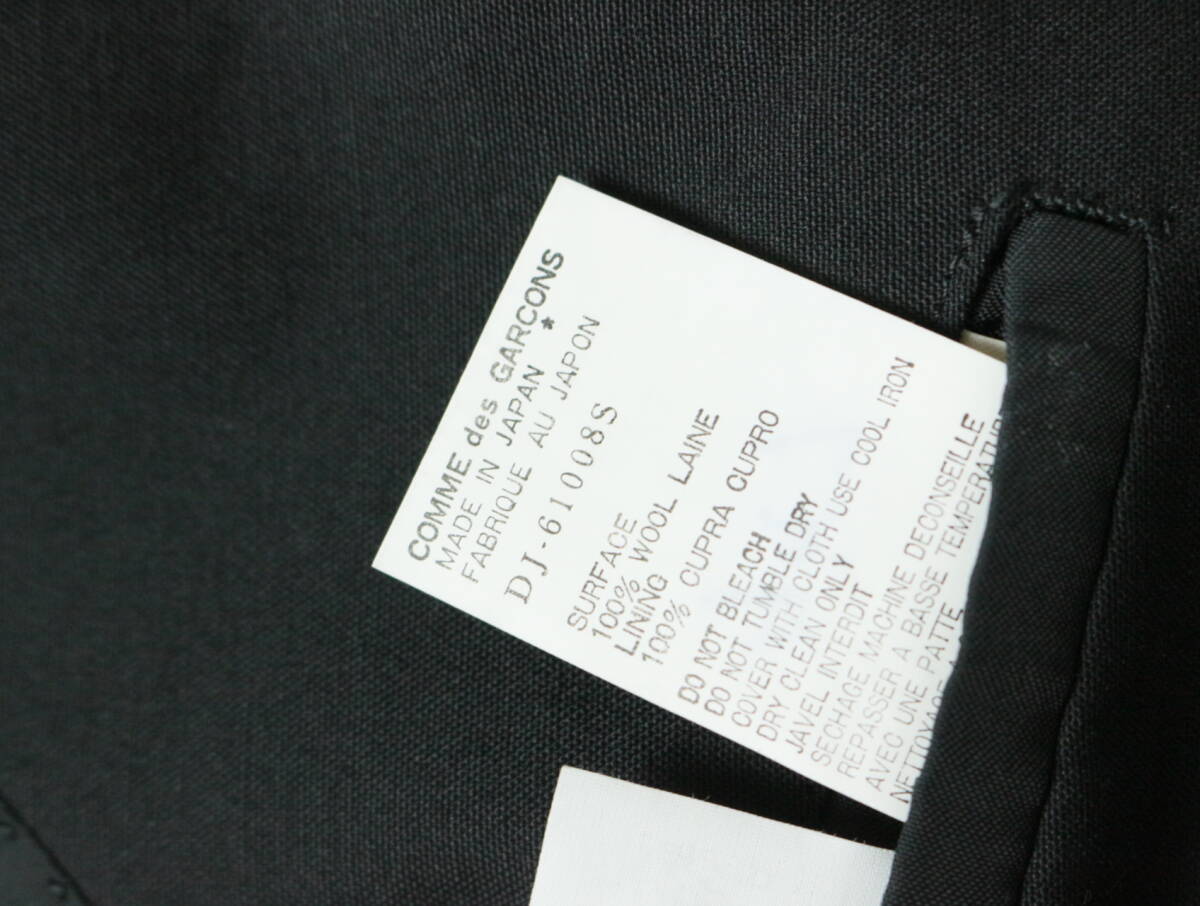 COMME des GARCONS
MADE IN JAPAN *
FABRIQUE AU JAPON
DJ-61008S
SURFACE
100% WOOL LAINE
LINING
100% CUPRA CUPRO
DO NOT BLEACH
DO NOT TUMBLE DRY
COVER WITH CLOTH USE COOL IRON
DRY CLEAN ONLY
JAVEL INTERDIT
SECHAGE MACHINE DECONSEILLE
REPASSER A BASSE TEMPERATURE
AVEC UNE PATTE